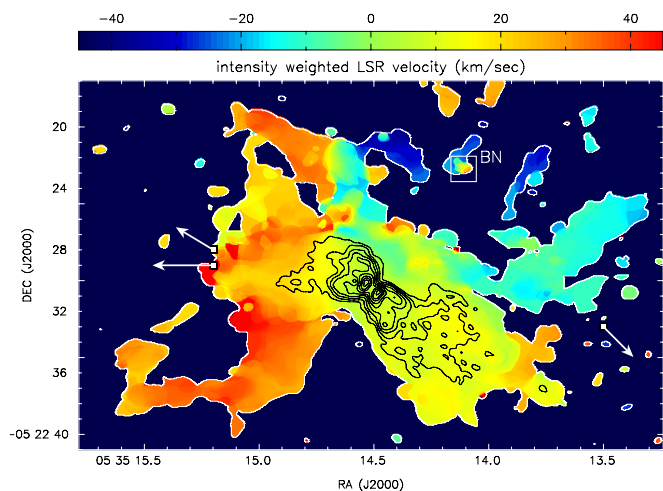 −40 −20 0 20 40
intensity weighted LSR velocity (km/sec)
20
BN
24
28
DEC (J2000)
32
36
-05 22 40
05 35 15.5 15.0 14.5 14.0 13.5
RA (J2000)